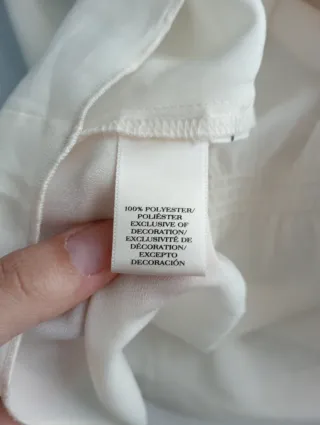 100% POLYESTER/
POLIÉSTER
EXCLUSIVE OF
DECORATION/
EXCLUSIVITÉ DE
DÉCORATION/
EXCEPTO
DECORACIÓN